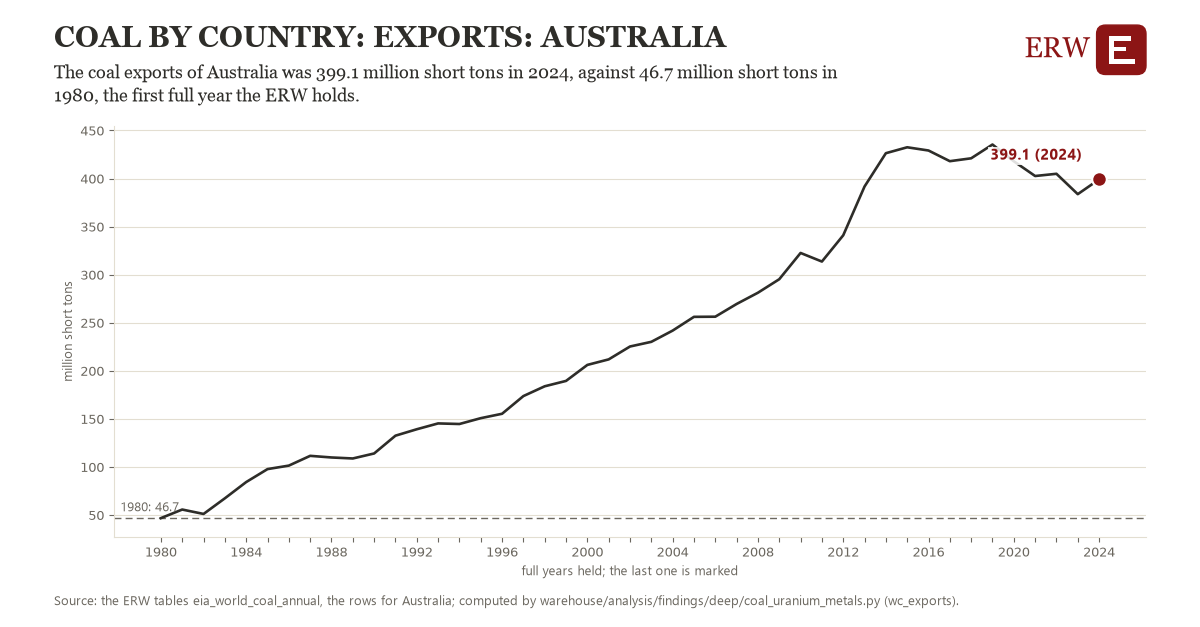 COAL BY COUNTRY: EXPORTS: AUSTRALIA
ERW E
The coal exports of Australia was 399.1 million short tons in 2024, against 46.7 million short tons in
1980, the first full year the ERW holds.
450
400
350
300
250
200
150
100
50
million short tons
399.1 (2024)
1980: 46.7
1980 1984 1988 1992 1996 2000 2004 2008 2012 2016 2020 2024
full years held; the last one is marked
Source: the ERW tables eia_world_coal_annual, the rows for Australia; computed by warehouse/analysis/findings/deep/coal_uranium_metals.py (wc_exports).